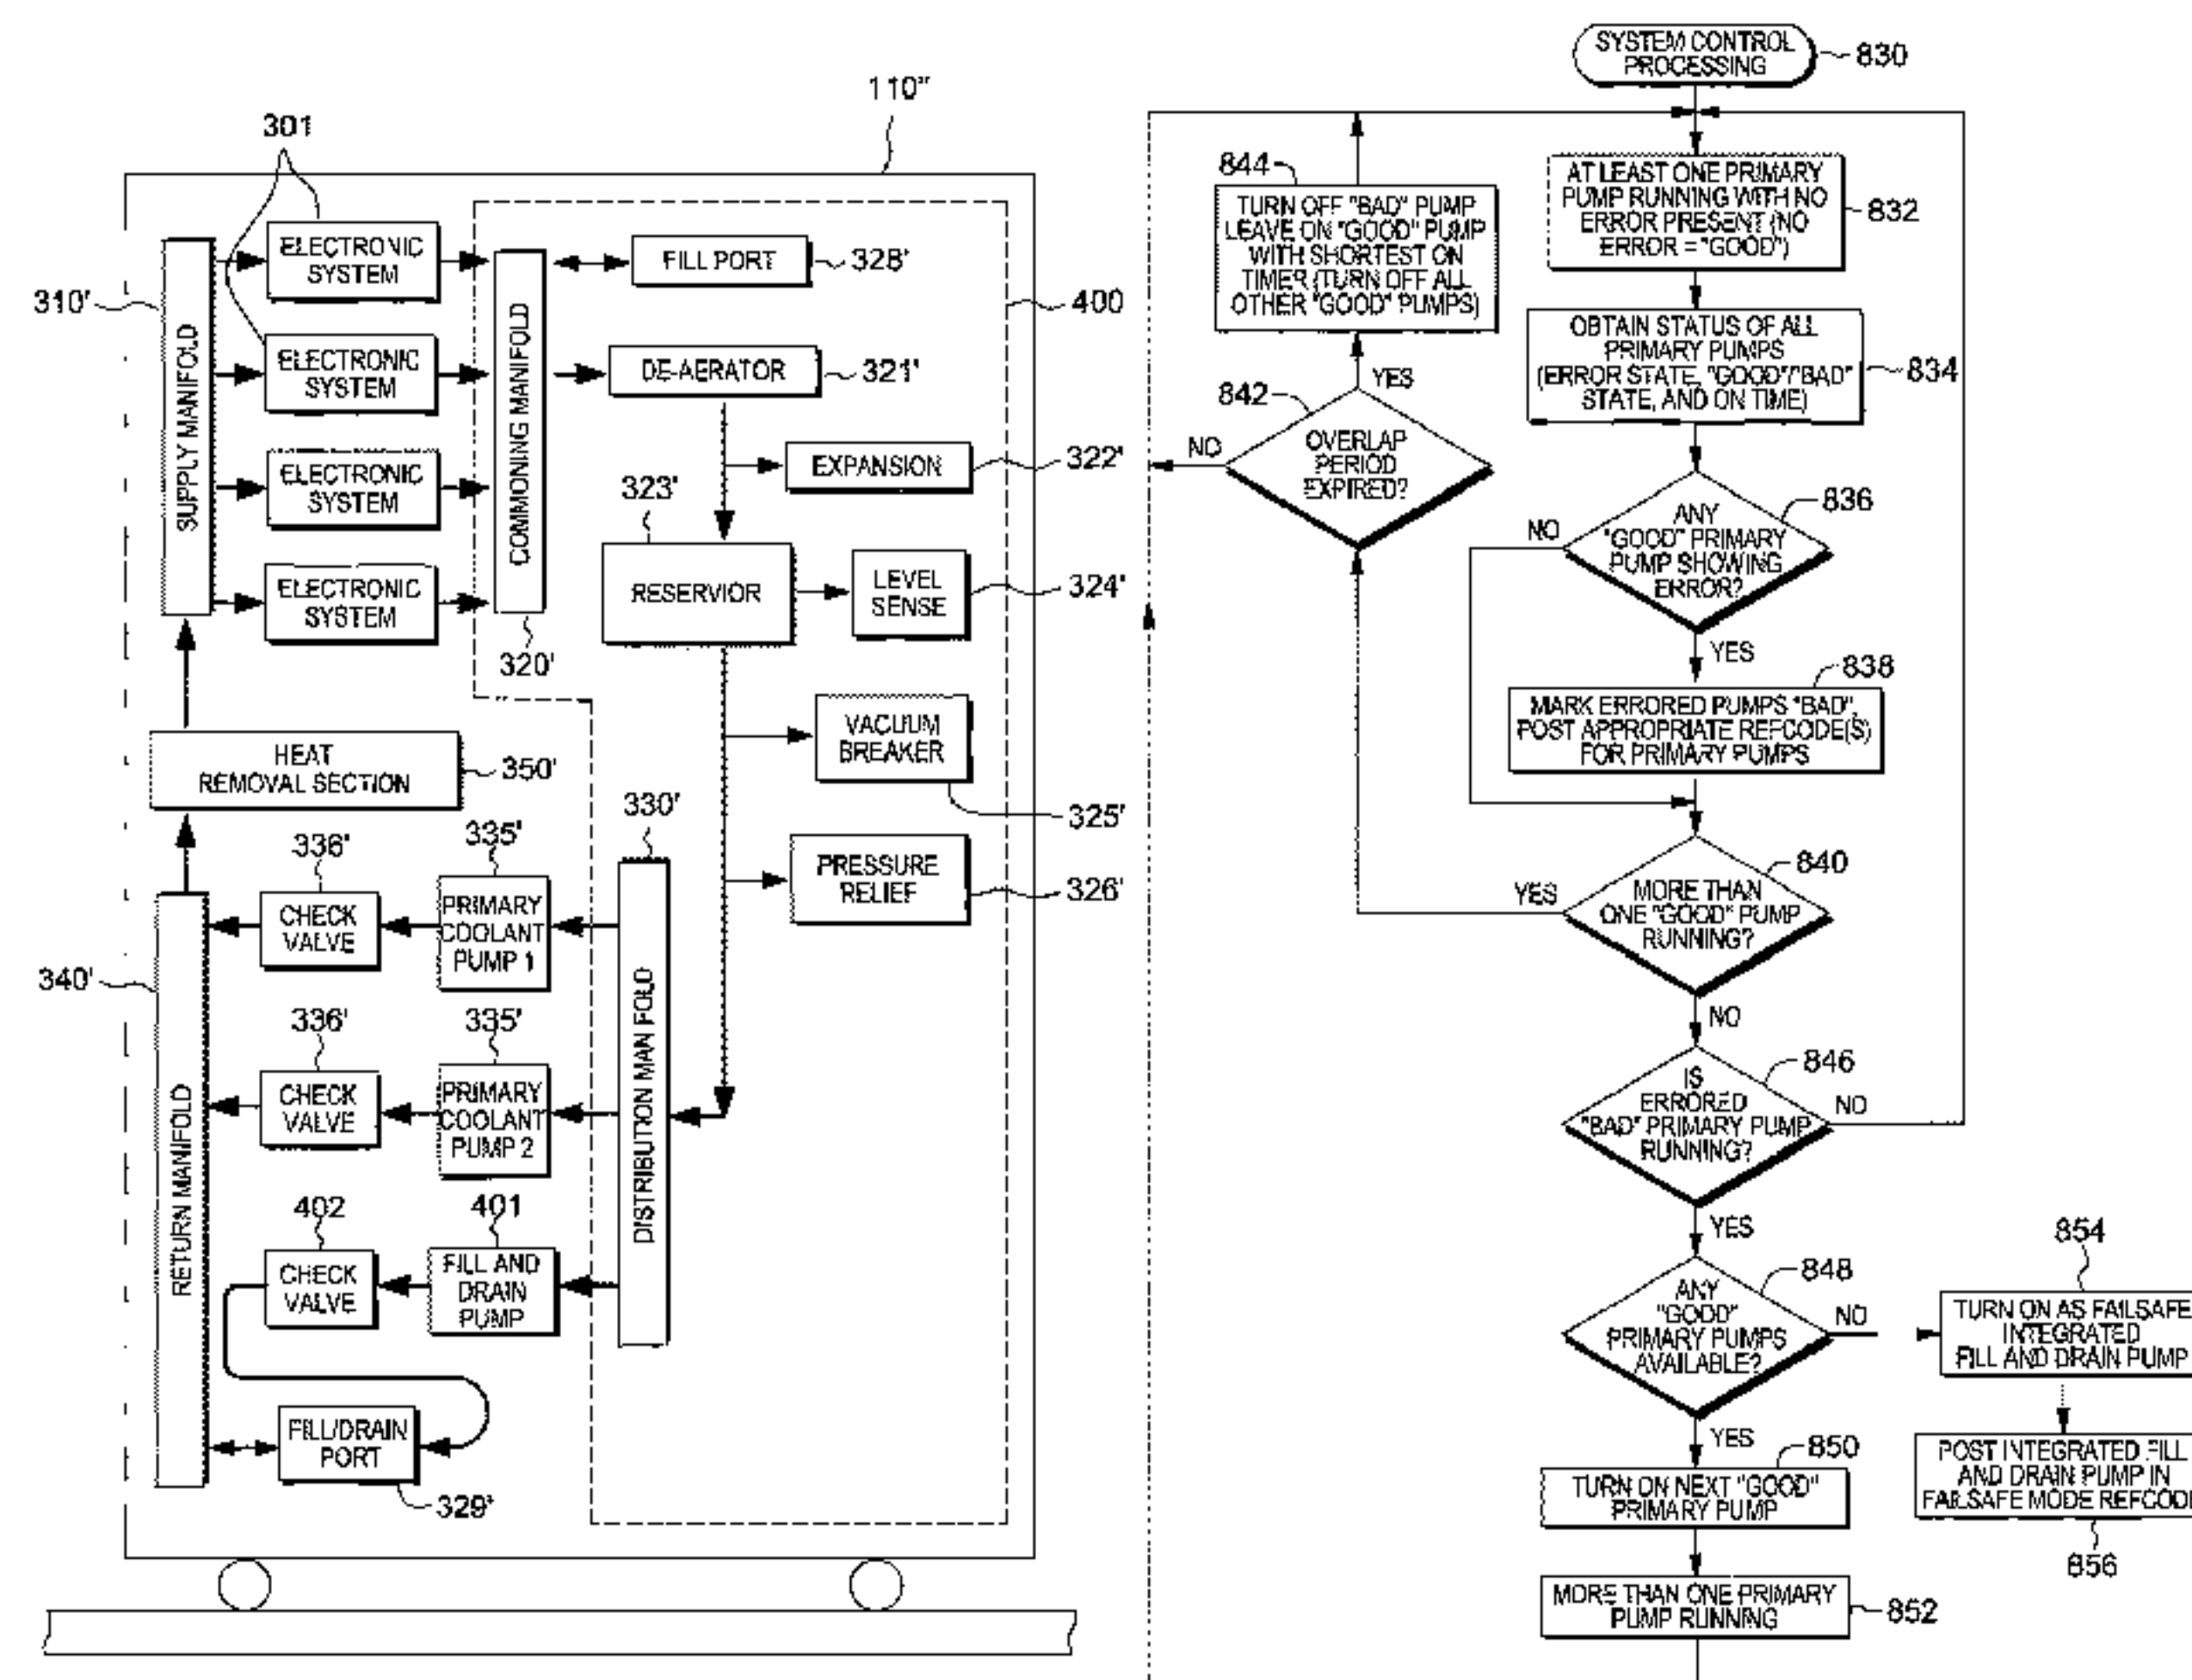 110"
301
ELECTRONIC
SYSTEM
FILL PORT
328'
310'
400
ELECTRONIC
SYSTEM
DE-AERATOR
321'
SUPPLY MANIFOLD
COMMONING MANIFOLD
ELECTRONIC
SYSTEM
EXPANSION
322'
323'
ELECTRONIC
SYSTEM
RESERVIOR
LEVEL
SENSE
324'
320'
HEAT
REMOVAL SECTION
350'
VACUUM
BREAKER
325'
330'
336'
335'
PRESSURE
RELIEF
326'
CHECK
VALVE
PRIMARY
COOLANT
PUMP 1
340'
336'
335'
CHECK
VALVE
PRIMARY
COOLANT
PUMP 2
RETURN MANIFOLD
DISTRIBUTION MAN FOLD
402
401
CHECK
VALVE
FILL AND
DRAIN
PUMP
FILL/DRAIN
PORT
329'
SYSTEM CONTROL
PROCESSING
830
AT LEAST ONE PRIMARY
PUMP RUNNING WITH NO
ERROR PRESENT (NO
ERROR = "GOOD")
832
844
TURN OFF "BAD" PUMP
LEAVE ON "GOOD" PUMP
WITH SHORTEST ON
TIMER (TURN OFF ALL
OTHER "GOOD" PUMPS)
OBTAIN STATUS OF ALL
PRIMARY PUMPS
(ERROR STATE, "GOOD"/"BAD"
STATE, AND ON TIME)
834
YES
842
NO
OVERLAP
PERIOD
EXPIRED?
836
NO
ANY
"GOOD" PRIMARY
PUMP SHOWING
ERROR?
YES
838
MARK ERRORED PUMPS "BAD",
POST APPROPRIATE REFCODE(S)
FOR PRIMARY PUMPS
840
YES
MORE THAN
ONE "GOOD" PUMP
RUNNING?
NO
846
IS
ERRORED
"BAD" PRIMARY PUMP
RUNNING?
NO
YES
848
ANY
"GOOD"
PRIMARY PUMPS
AVAILABLE?
NO
854
TURN ON AS FAILSAFE
INTEGRATED
FILL AND DRAIN PUMP
YES
850
TURN ON NEXT "GOOD"
PRIMARY PUMP
POST INTEGRATED FILL
AND DRAIN PUMP IN
FAILSAFE MODE REFCODE
856
MORE THAN ONE PRIMARY
PUMP RUNNING
852